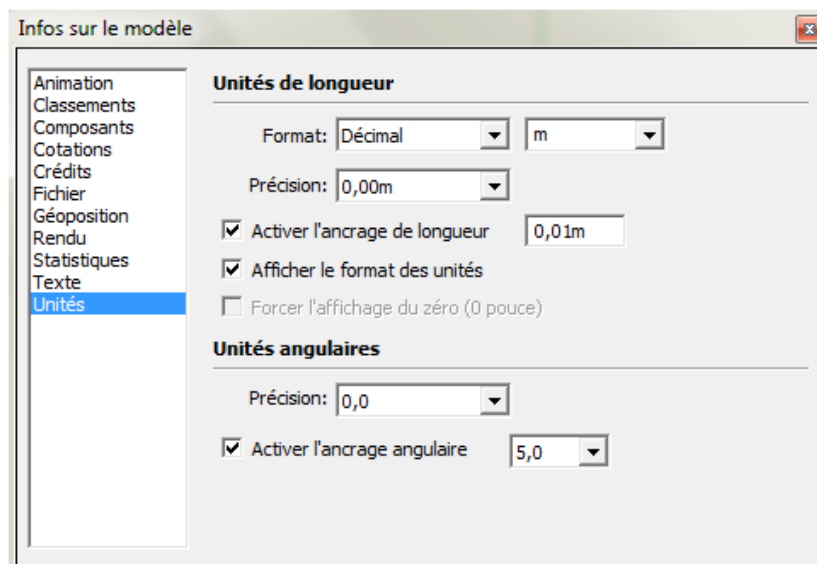 Infos sur le modèle
Animation
Classements
Composants
Cotations
Crédits
Fichier
Géoposition
Rendu
Statistiques
Texte
Unités
Unités de longueur
Format: Décimal m
Précision: 0,00m
Activer l'ancrage de longueur 0,01m
Afficher le format des unités
Forcer l'affichage du zéro (0 pouce)
Unités angulaires
Précision: 0,0
Activer l'ancrage angulaire 5,0